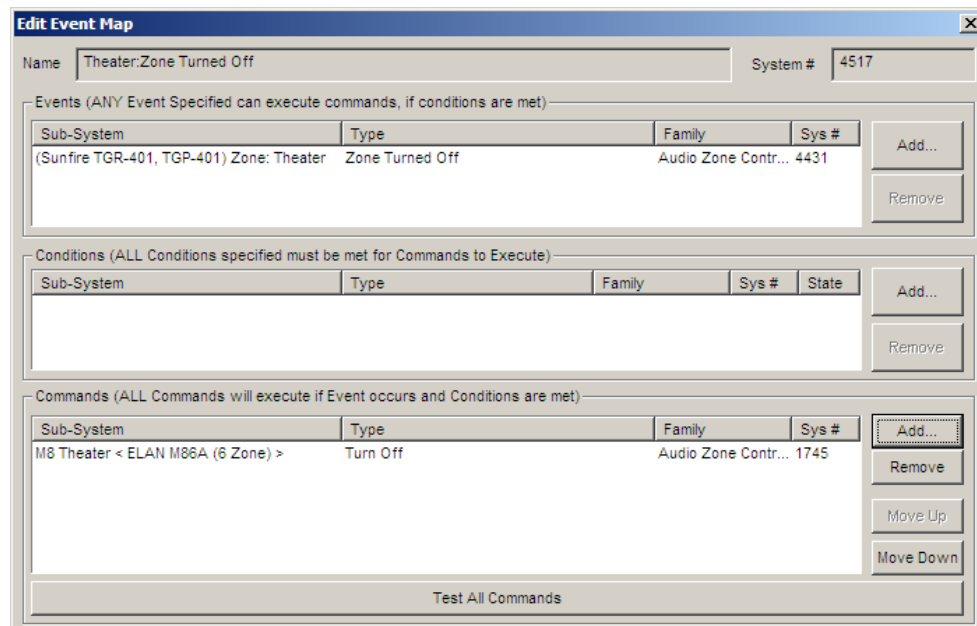 Edit Event Map
Name Theater:Zone Turned Off System # 4517
Events (ANY Event Specified can execute commands, if conditions are met)
Sub-System Type Family Sys #
(Sunfire TGR-401, TGP-401) Zone: Theater Zone Turned Off Audio Zone Contr... 4431
Add...
Remove
Conditions (ALL Conditions specified must be met for Commands to Execute)
Sub-System Type Family Sys # State
Add...
Remove
Commands (ALL Commands will execute if Event occurs and Conditions are met)
Sub-System Type Family Sys #
M8 Theater < ELAN M86A (6 Zone) > Turn Off Audio Zone Contr... 1745
Add...
Remove
Move Up
Move Down
Test All Commands